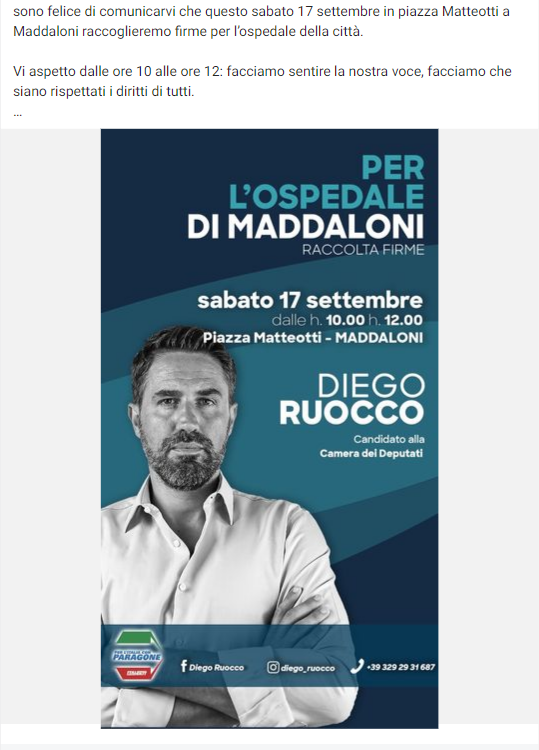 sono felice di comunicarvi che questo sabato 17 settembre in piazza Matteotti a
Maddaloni raccoglieremo firme per l'ospedale della città.
Vi aspetto dalle ore 10 alle ore 12: facciamo sentire la nostra voce, facciamo che
siano rispettati i diritti di tutti.
...
PER
L'OSPEDALE
DI MADDALONI
RACCOLTA FIRME
sabato 17 settembre
dalle h. 10.00 h. 12.00
Piazza Matteotti - MADDALONI
DIEGO
RUOCCO
Candidato alla
Camera dei Deputati
PER L'ITALIA CON
PARAGONE
ITALEXIT
Diego Ruocco
diego_ruocco
+39 329 29 31 687